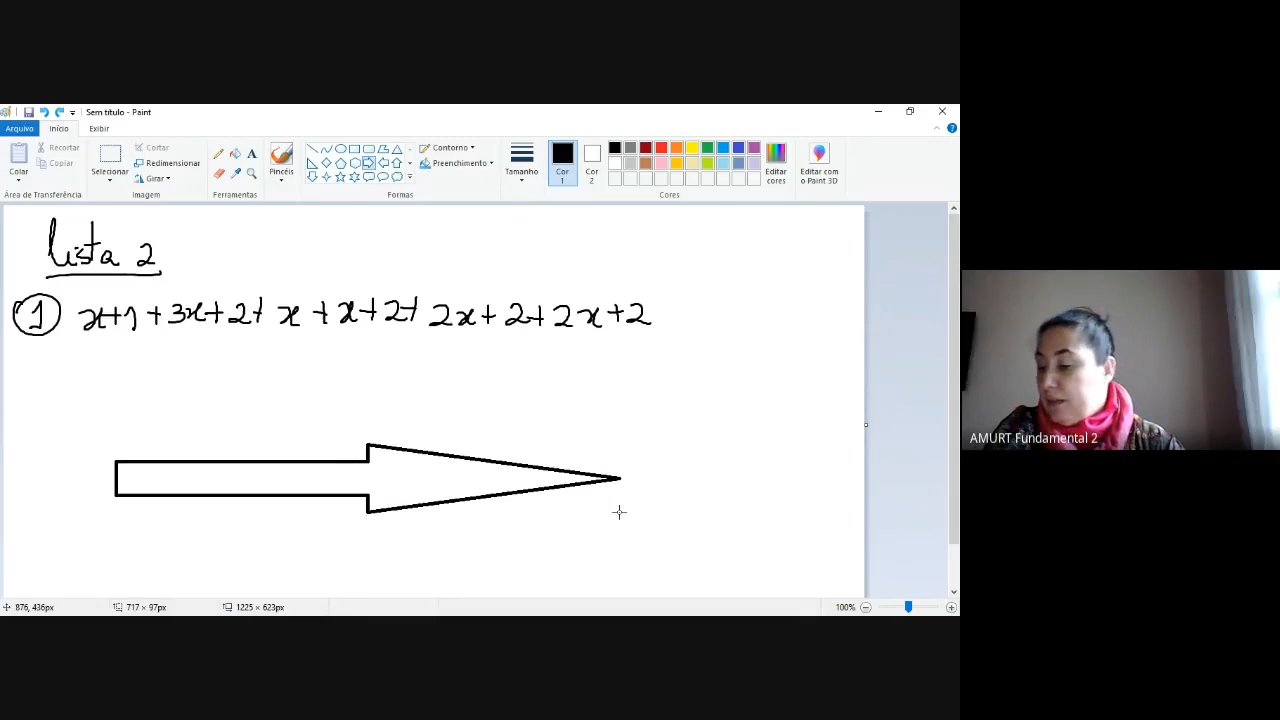 Sem título - Paint
Arquivo Início Exibir
Colar
Recortar
Copiar
Área de Transferência
Selecionar
Cortar
Redimensionar
Girar
Imagem
Ferramentas
Pincéis
Formas
Contorno
Preenchimento
Tamanho
Cor 1
Cor 2
Cores
Editar cores
Editar com o Paint 3D
Lista 2
1 x+1+3x+2+x+x+2+2x+2+2x+2
AMURT Fundamental 2
876, 436px 717 × 97px 1225 × 623px 100%